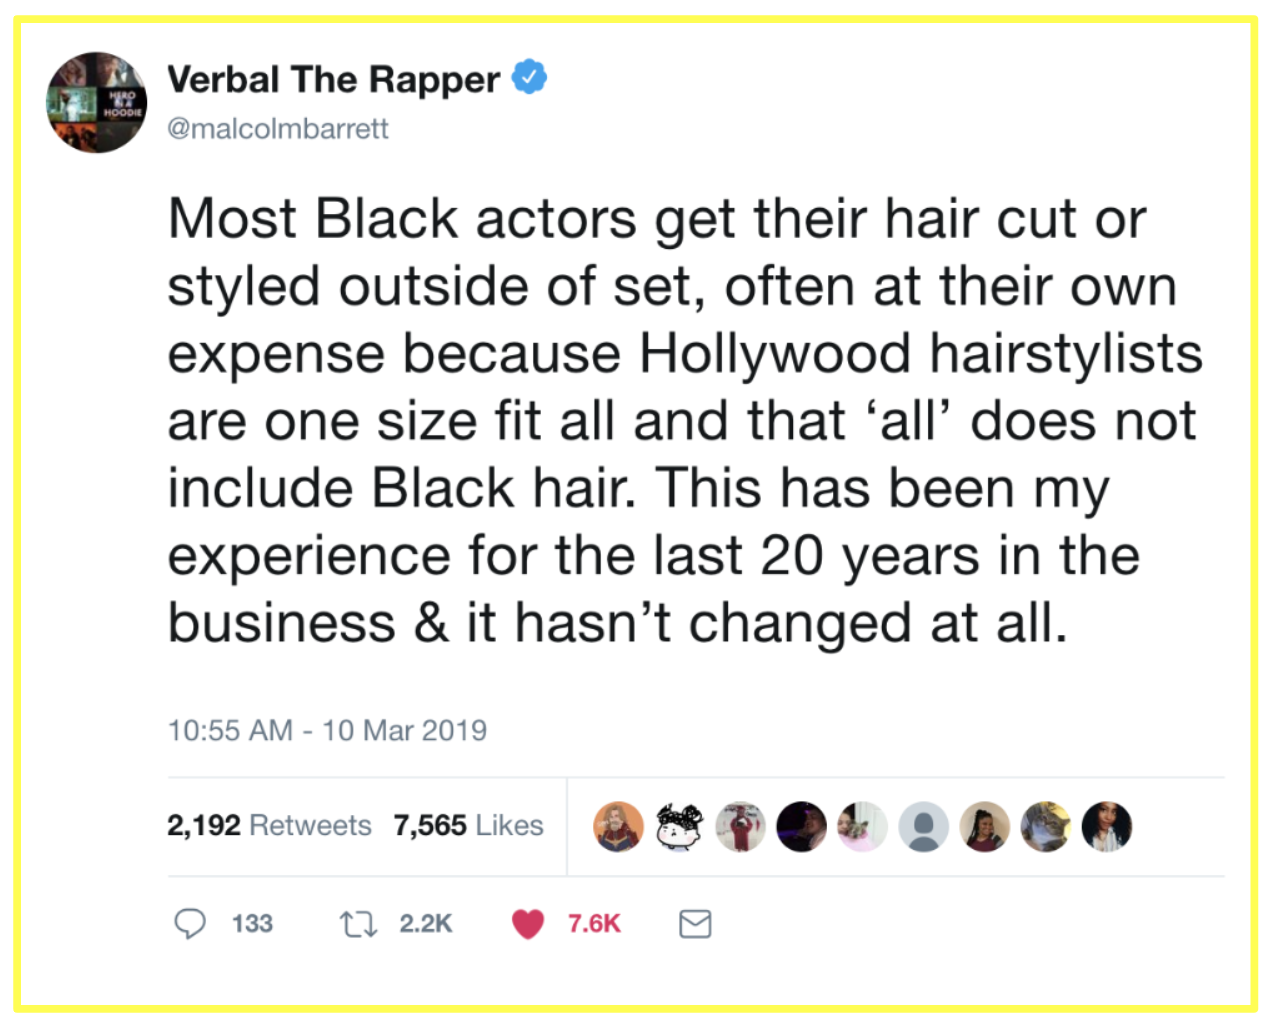 Verbal The Rapper
@malcolmbarrett
HERO
IN A
HOODIE
Most Black actors get their hair cut or
styled outside of set, often at their own
expense because Hollywood hairstylists
are one size fit all and that ‘all’ does not
include Black hair. This has been my
experience for the last 20 years in the
business & it hasn’t changed at all.
10:55 AM - 10 Mar 2019
2,192 Retweets 7,565 Likes
133 2.2K 7.6K